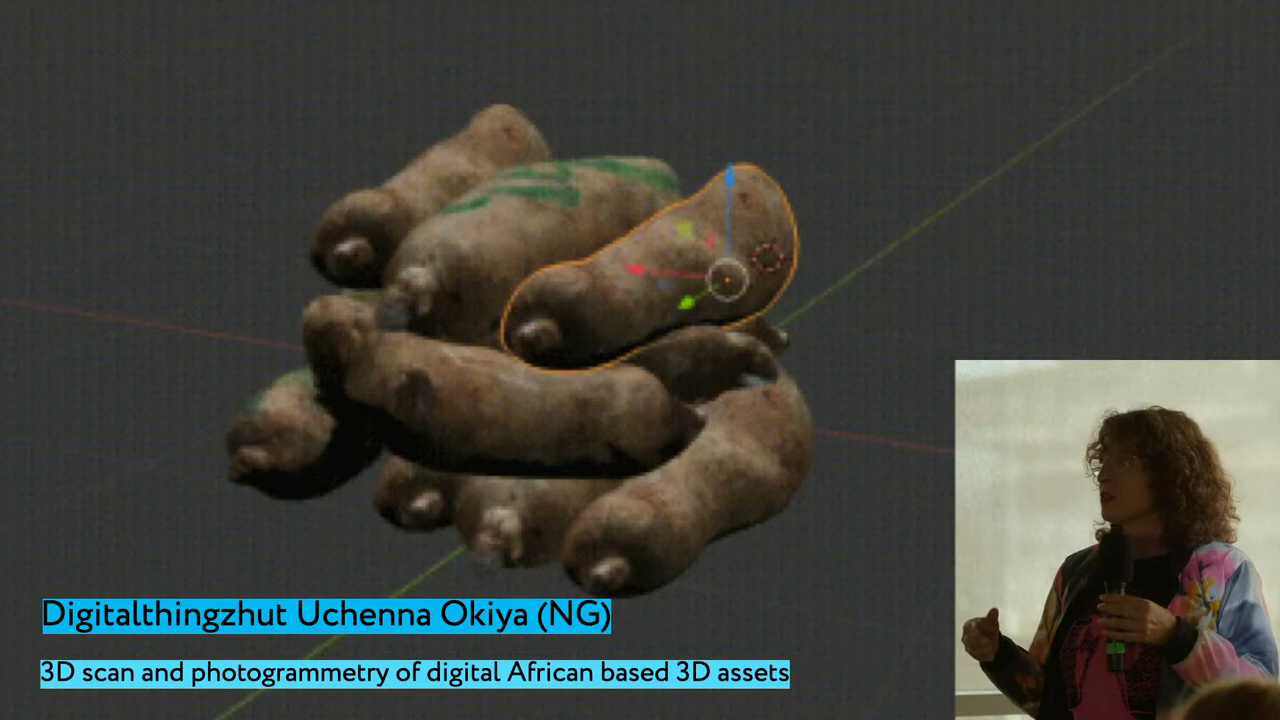 Digitalthingzhut Uchenna Okiya (NG)
3D scan and photogrammetry of digital African based 3D assets